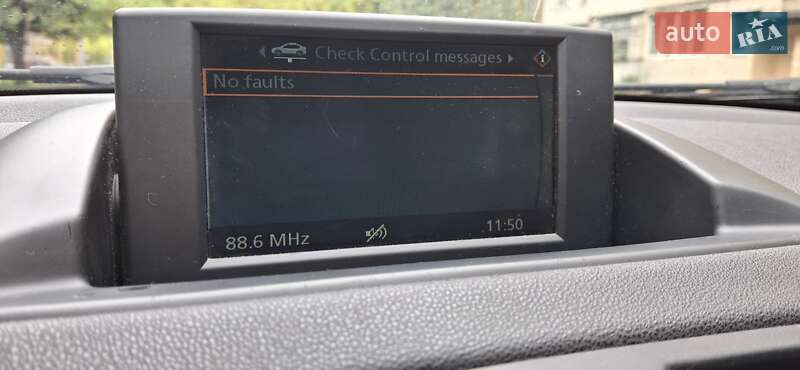 auto RIA .com
Check Control messages
No faults
88.6 MHz
11:50